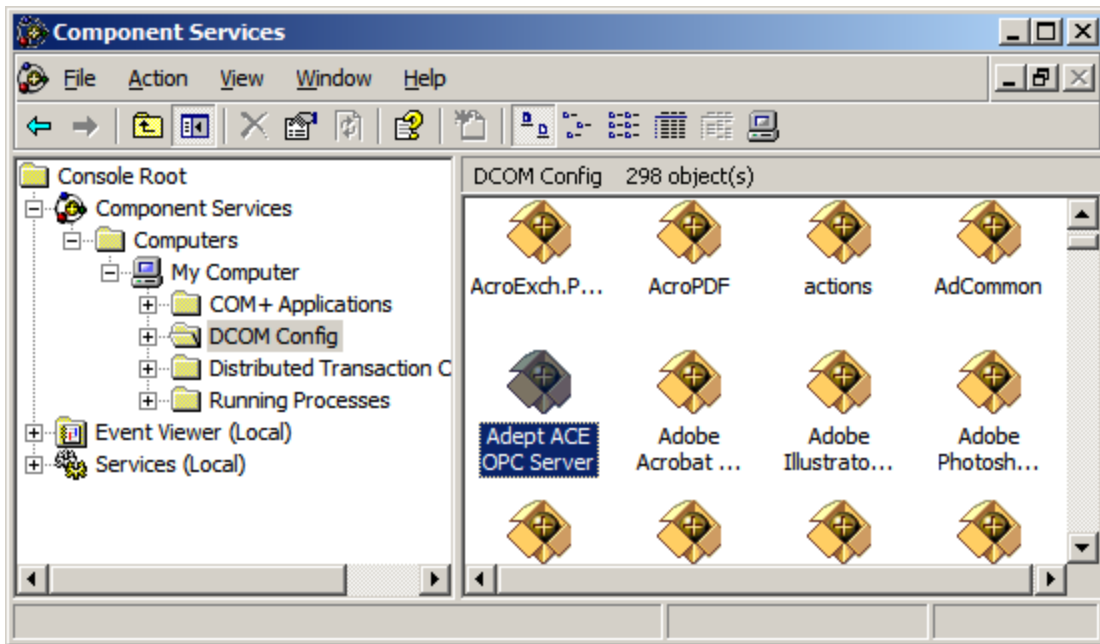 Component Services
File Action View Window Help
Console Root
Component Services
Computers
My Computer
COM+ Applications
DCOM Config
Distributed Transaction C
Running Processes
Event Viewer (Local)
Services (Local)
DCOM Config 298 object(s)
AcroExch.P... AcroPDF actions AdCommon
Adept ACE Adobe Adobe Adobe
OPC Server Acrobat ... Illustrato... Photosh...